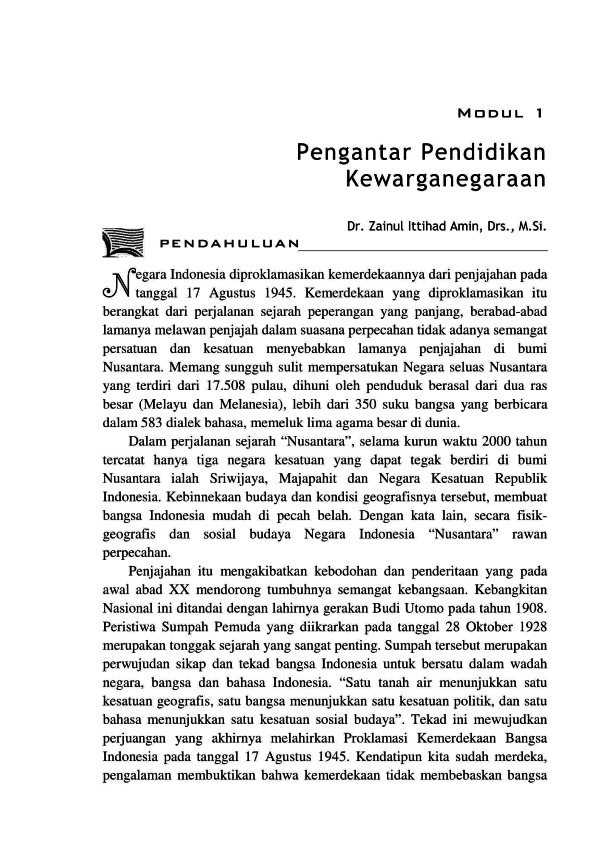 MODUL 1
Pengantar Pendidikan
Kewarganegaraan
Dr. Zainul Ittihad Amin, Drs., M.Si.
PENDAHULUAN
Negara Indonesia diproklamasikan kemerdekaannya dari penjajahan pada
tanggal 17 Agustus 1945. Kemerdekaan yang diproklamasikan itu
berangkat dari perjalanan sejarah peperangan yang panjang, berabad-abad
lamanya melawan penjajah dalam suasana perpecahan tidak adanya semangat
persatuan dan kesatuan menyebabkan lamanya penjajahan di bumi
Nusantara. Memang sungguh sulit mempersatukan Negara seluas Nusantara
yang terdiri dari 17.508 pulau, dihuni oleh penduduk berasal dari dua ras
besar (Melayu dan Melanesia), lebih dari 350 suku bangsa yang berbicara
dalam 583 dialek bahasa, memeluk lima agama besar di dunia.
Dalam perjalanan sejarah “Nusantara”, selama kurun waktu 2000 tahun
tercatat hanya tiga negara kesatuan yang dapat tegak berdiri di bumi
Nusantara ialah Sriwijaya, Majapahit dan Negara Kesatuan Republik
Indonesia. Kebinnekaan budaya dan kondisi geografisnya tersebut, membuat
bangsa Indonesia mudah di pecah belah. Dengan kata lain, secara fisik-
geografis dan sosial budaya Negara Indonesia “Nusantara” rawan
perpecahan.
Penjajahan itu mengakibatkan kebodohan dan penderitaan yang pada
awal abad XX mendorong tumbuhnya semangat kebangsaan. Kebangkitan
Nasional ini ditandai dengan lahirnya gerakan Budi Utomo pada tahun 1908.
Peristiwa Sumpah Pemuda yang diikrarkan pada tanggal 28 Oktober 1928
merupakan tonggak sejarah yang sangat penting. Sumpah tersebut merupakan
perwujudan sikap dan tekad bangsa Indonesia untuk bersatu dalam wadah
negara, bangsa dan bahasa Indonesia. “Satu tanah air menunjukkan satu
kesatuan geografis, satu bangsa menunjukkan satu kesatuan politik, dan satu
bahasa menunjukkan satu kesatuan sosial budaya”. Tekad ini mewujudkan
perjuangan yang akhirnya melahirkan Proklamasi Kemerdekaan Bangsa
Indonesia pada tanggal 17 Agustus 1945. Kendatipun kita sudah merdeka,
pengalaman membuktikan bahwa kemerdekaan tidak membebaskan bangsa